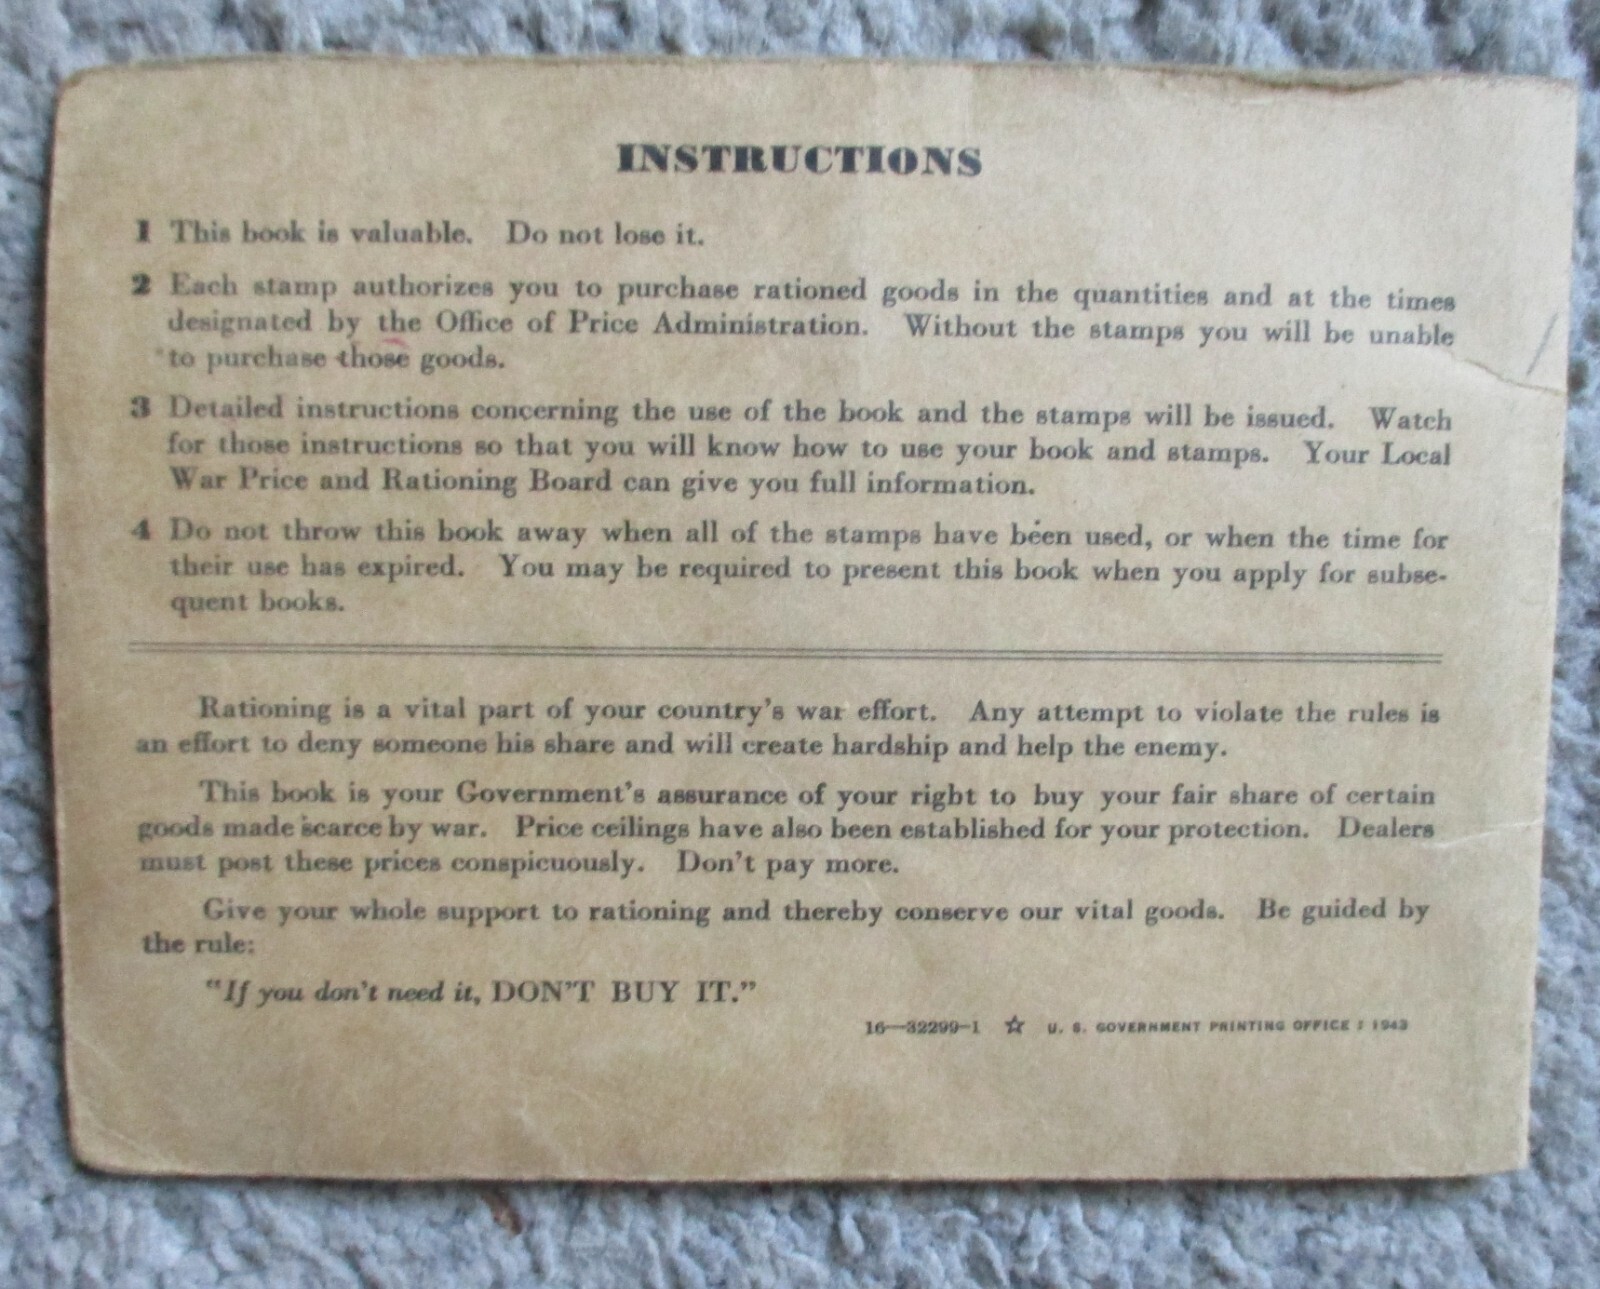 INSTRUCTIONS
1 This book is valuable. Do not lose it.
2 Each stamp authorizes you to purchase rationed goods in the quantities and at the times
designated by the Office of Price Administration. Without the stamps you will be unable
to purchase those goods.
3 Detailed instructions concerning the use of the book and the stamps will be issued. Watch
for those instructions so that you will know how to use your book and stamps. Your Local
War Price and Rationing Board can give you full information.
4 Do not throw this book away when all of the stamps have been used, or when the time for
their use has expired. You may be required to present this book when you apply for subse-
quent books.
Rationing is a vital part of your country's war effort. Any attempt to violate the rules is
an effort to deny someone his share and will create hardship and help the enemy.
This book is your Government's assurance of your right to buy your fair share of certain
goods made scarce by war. Price ceilings have also been established for your protection. Dealers
must post these prices conspicuously. Don't pay more.
Give your whole support to rationing and thereby conserve our vital goods. Be guided by
the rule:
"If you don't need it, DON'T BUY IT."
16—32299-1 ☆ U. S. GOVERNMENT PRINTING OFFICE : 1943